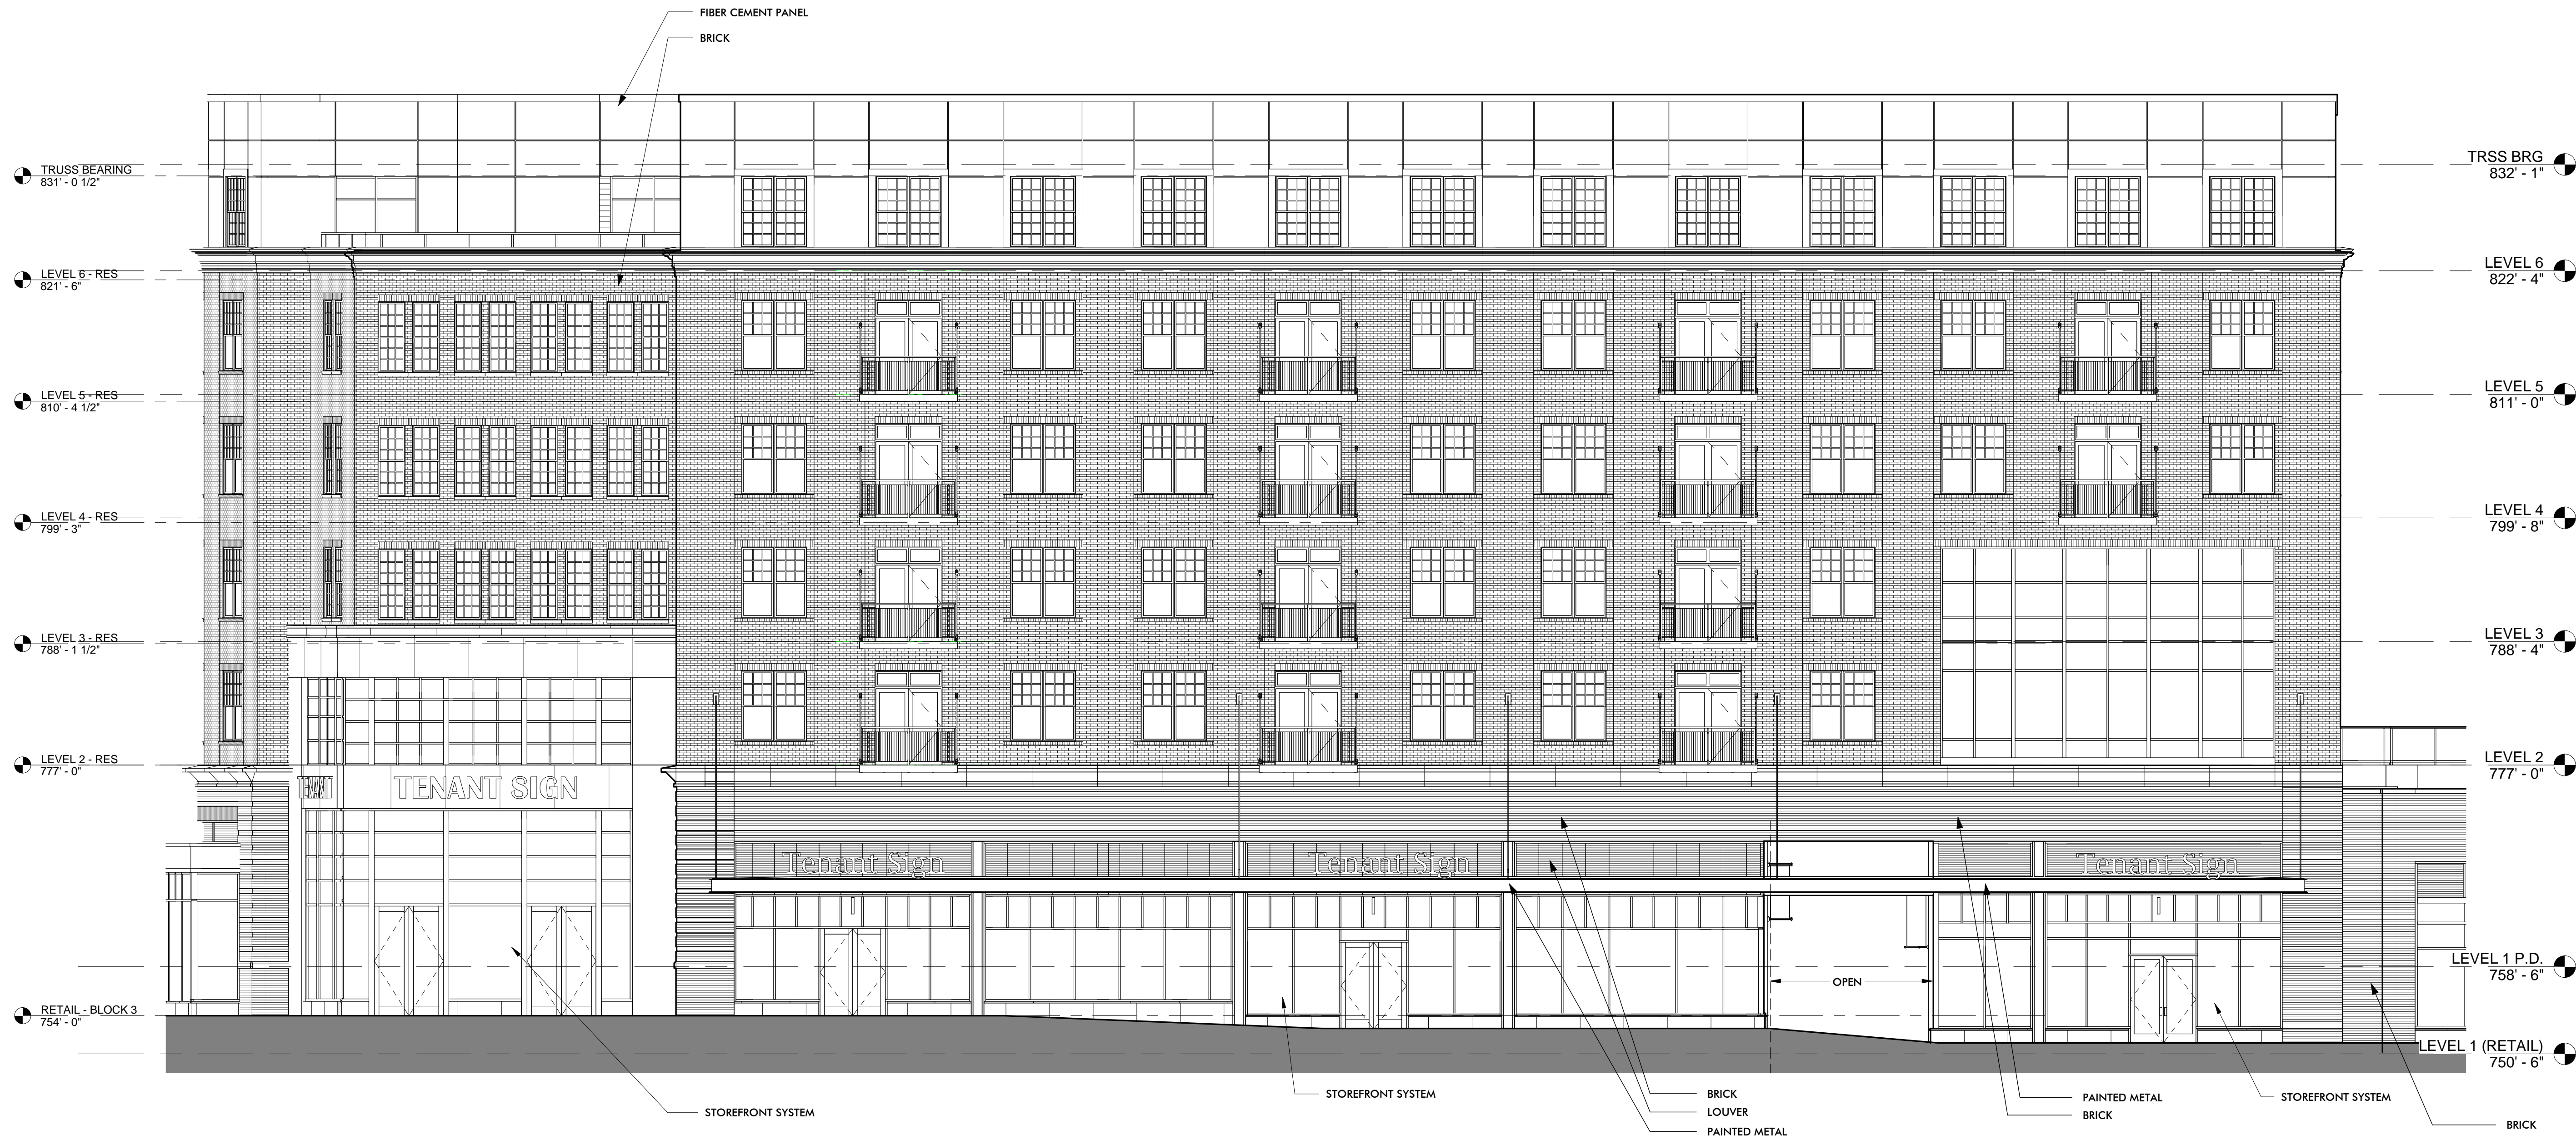 FIBER CEMENT PANEL
BRICK
TRUSS BEARING
831' - 0 1/2"
TRSS BRG
832' - 1"
LEVEL 6 - RES
821' - 6"
LEVEL 6
822' - 4"
LEVEL 5 - RES
810' - 4 1/2"
LEVEL 5
811' - 0"
LEVEL 4 - RES
799' - 3"
LEVEL 4
799' - 8"
LEVEL 3 - RES
788' - 1 1/2"
LEVEL 3
788' - 4"
LEVEL 2 - RES
777' - 0"
LEVEL 2
777' - 0"
TENANT SIGN
Tenant Sign
Tenant Sign
Tenant Sign
LEVEL 1 P.D.
758' - 6"
OPEN
RETAIL - BLOCK 3
754' - 0"
LEVEL 1 (RETAIL)
750' - 6"
STOREFRONT SYSTEM
STOREFRONT SYSTEM
BRICK
LOUVER
PAINTED METAL
PAINTED METAL
BRICK
STOREFRONT SYSTEM
BRICK